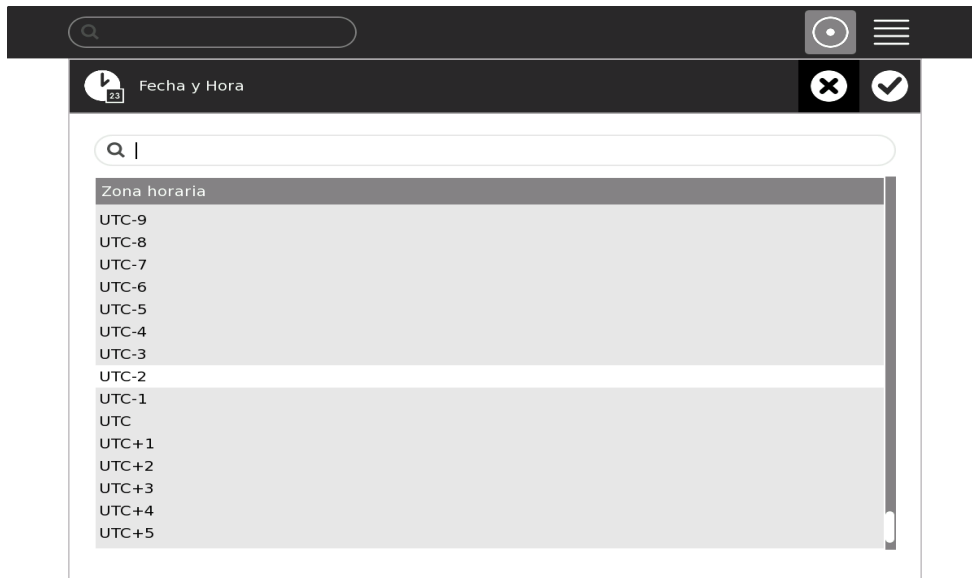 Fecha y Hora
23
Zona horaria
UTC-9
UTC-8
UTC-7
UTC-6
UTC-5
UTC-4
UTC-3
UTC-2
UTC-1
UTC
UTC+1
UTC+2
UTC+3
UTC+4
UTC+5